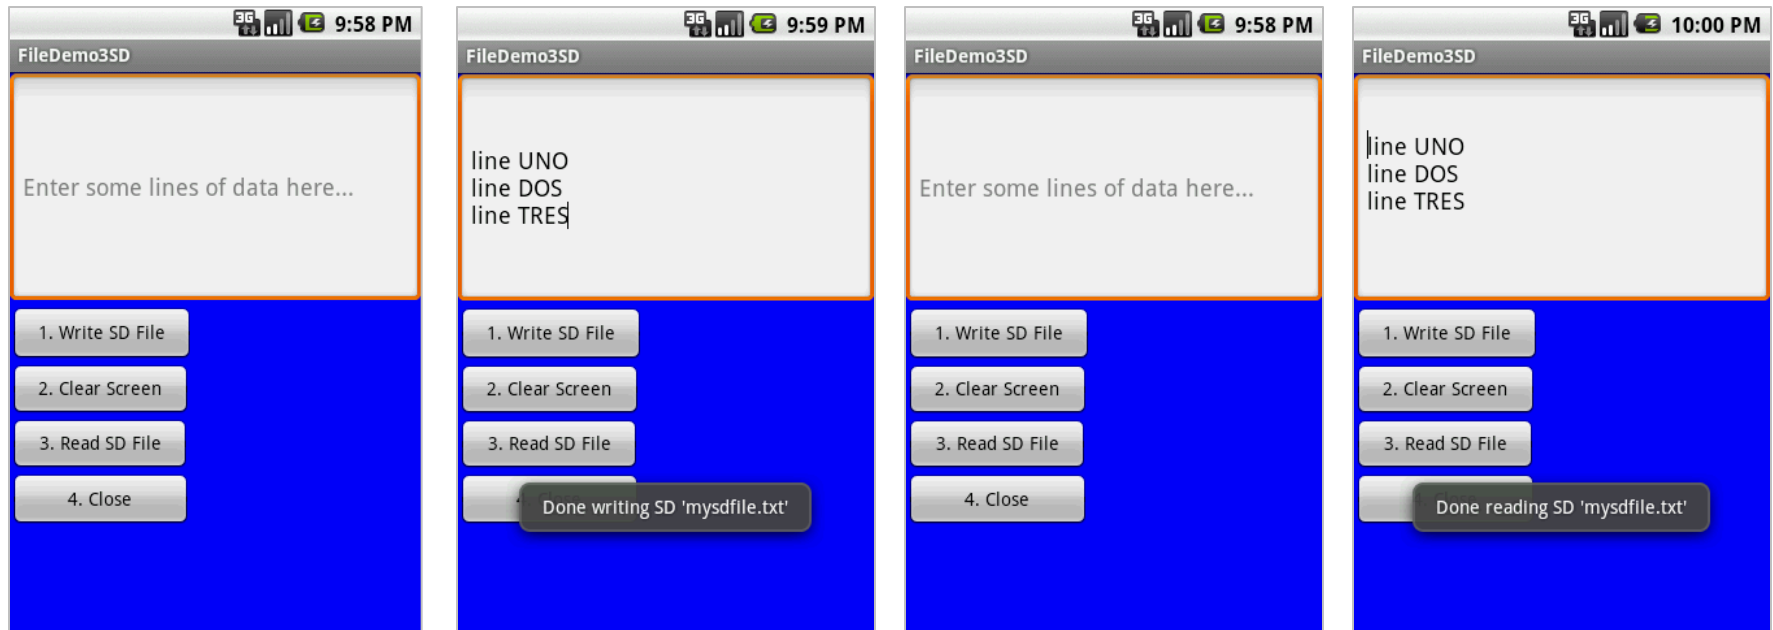 3G 9:58 PM
FileDemo3SD
Enter some lines of data here...
1. Write SD File
2. Clear Screen
3. Read SD File
4. Close
3G 9:59 PM
FileDemo3SD
line UNO
line DOS
line TRES
1. Write SD File
2. Clear Screen
3. Read SD File
Done writing SD 'mysdfile.txt'
3G 9:58 PM
FileDemo3SD
Enter some lines of data here...
1. Write SD File
2. Clear Screen
3. Read SD File
4. Close
3G 10:00 PM
FileDemo3SD
line UNO
line DOS
line TRES
1. Write SD File
2. Clear Screen
3. Read SD File
Done reading SD 'mysdfile.txt'